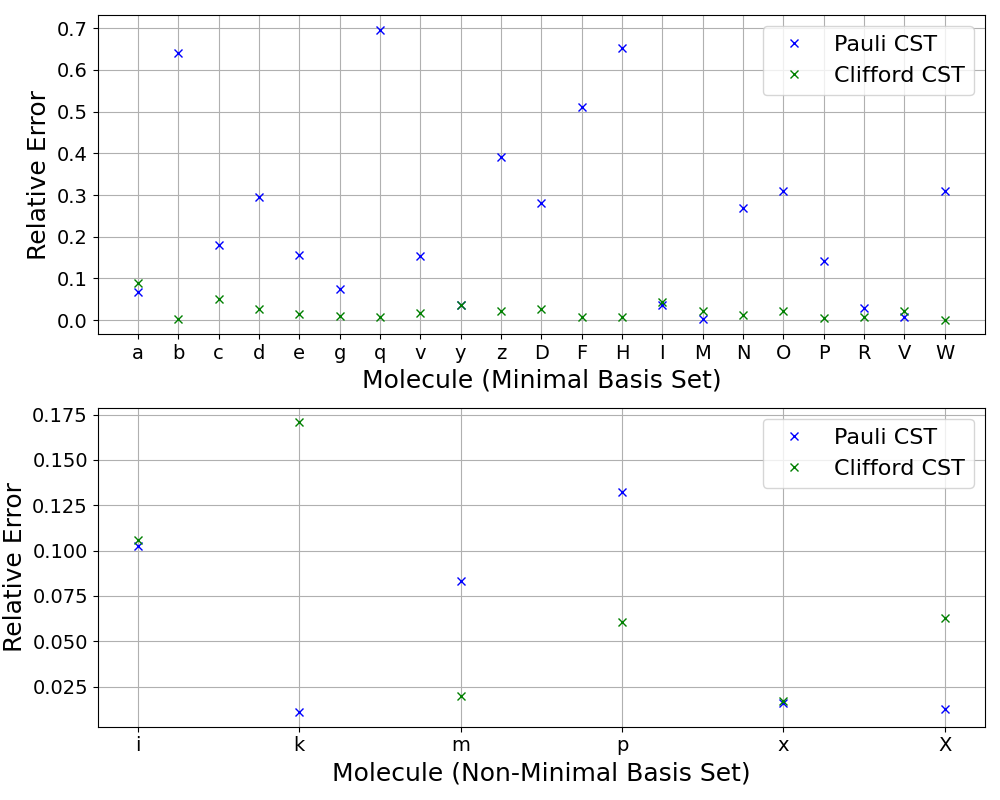 0.7
0.6
0.5
0.4
0.3
0.2
0.1
0.0
Relative Error
Pauli CST
Clifford CST
a b c d e g q v y z D F H I M N O P R V W
Molecule (Minimal Basis Set)
0.175
0.150
0.125
0.100
0.075
0.050
0.025
Relative Error
Pauli CST
Clifford CST
i k m p x X
Molecule (Non-Minimal Basis Set)